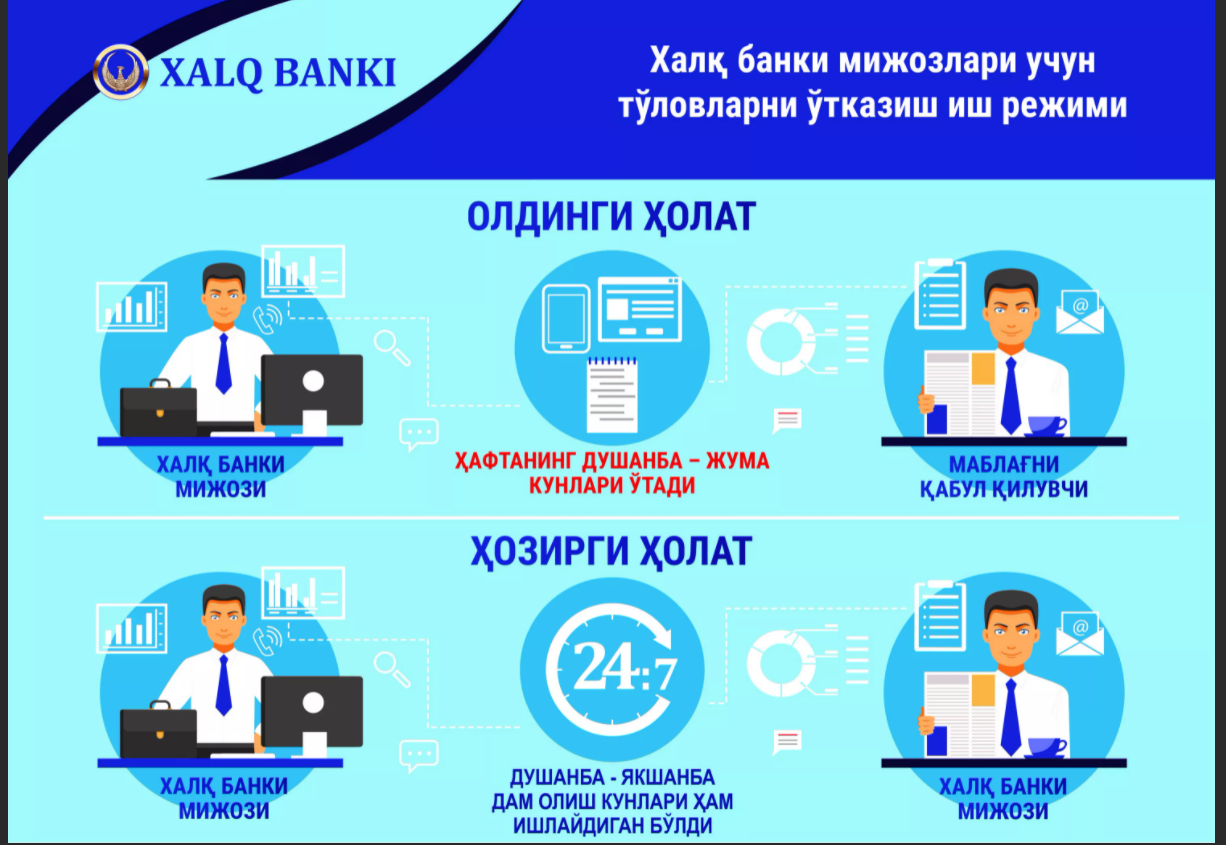 XALQ BANKI
Халқ банки мижозлари учун
тўловларни ўтказиш иш режими
ОЛДИНГИ ҲОЛАТ
@
ХАЛҚ БАНКИ
МИЖОЗИ
ҲАФТАНИНГ ДУШАНБА – ЖУМА
КУНЛАРИ ЎТАДИ
МАБЛАҒНИ
ҚАБУЛ ҚИЛУВЧИ
ҲОЗИРГИ ҲОЛАТ
24:7
@
ХАЛҚ БАНКИ
МИЖОЗИ
ДУШАНБА - ЯКШАНБА
ДАМ ОЛИШ КУНЛАРИ ҲАМ
ИШЛАЙДИГАН БЎЛДИ
ХАЛҚ БАНКИ
МИЖОЗИ